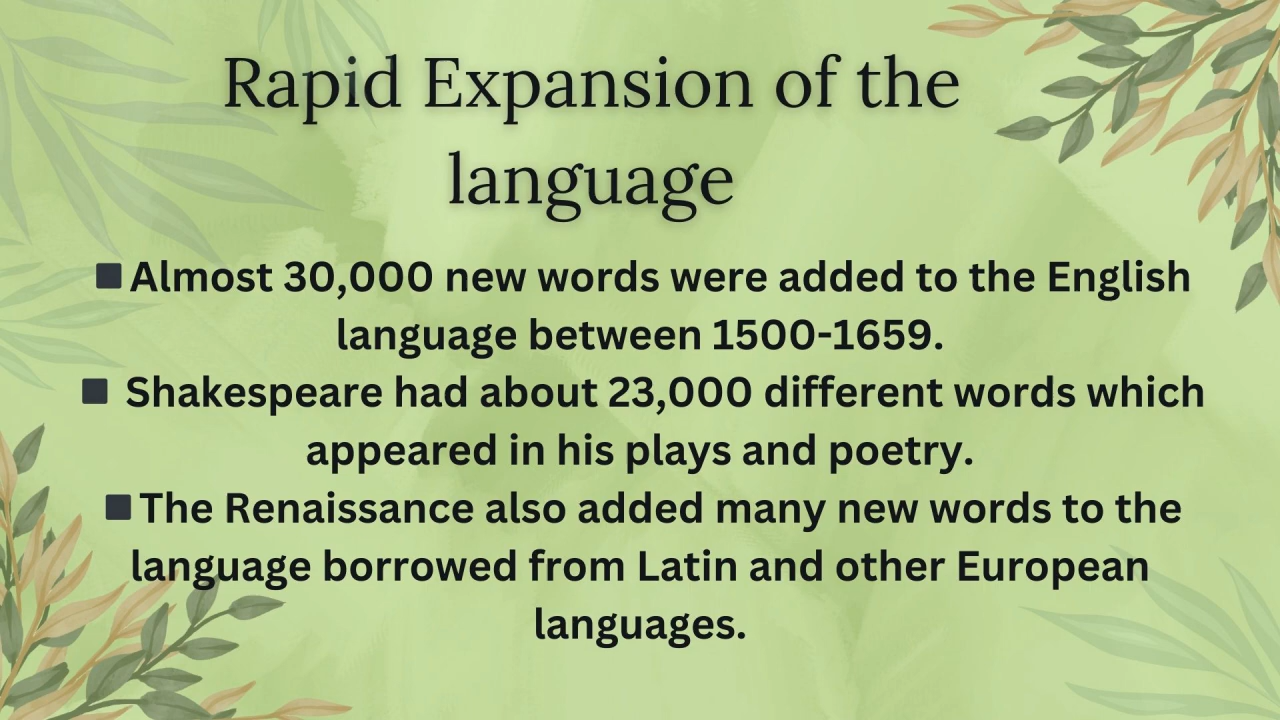 Rapid Expansion of the
language
■ Almost 30,000 new words were added to the English
language between 1500-1659.
■ Shakespeare had about 23,000 different words which
appeared in his plays and poetry.
■ The Renaissance also added many new words to the
language borrowed from Latin and other European
languages.